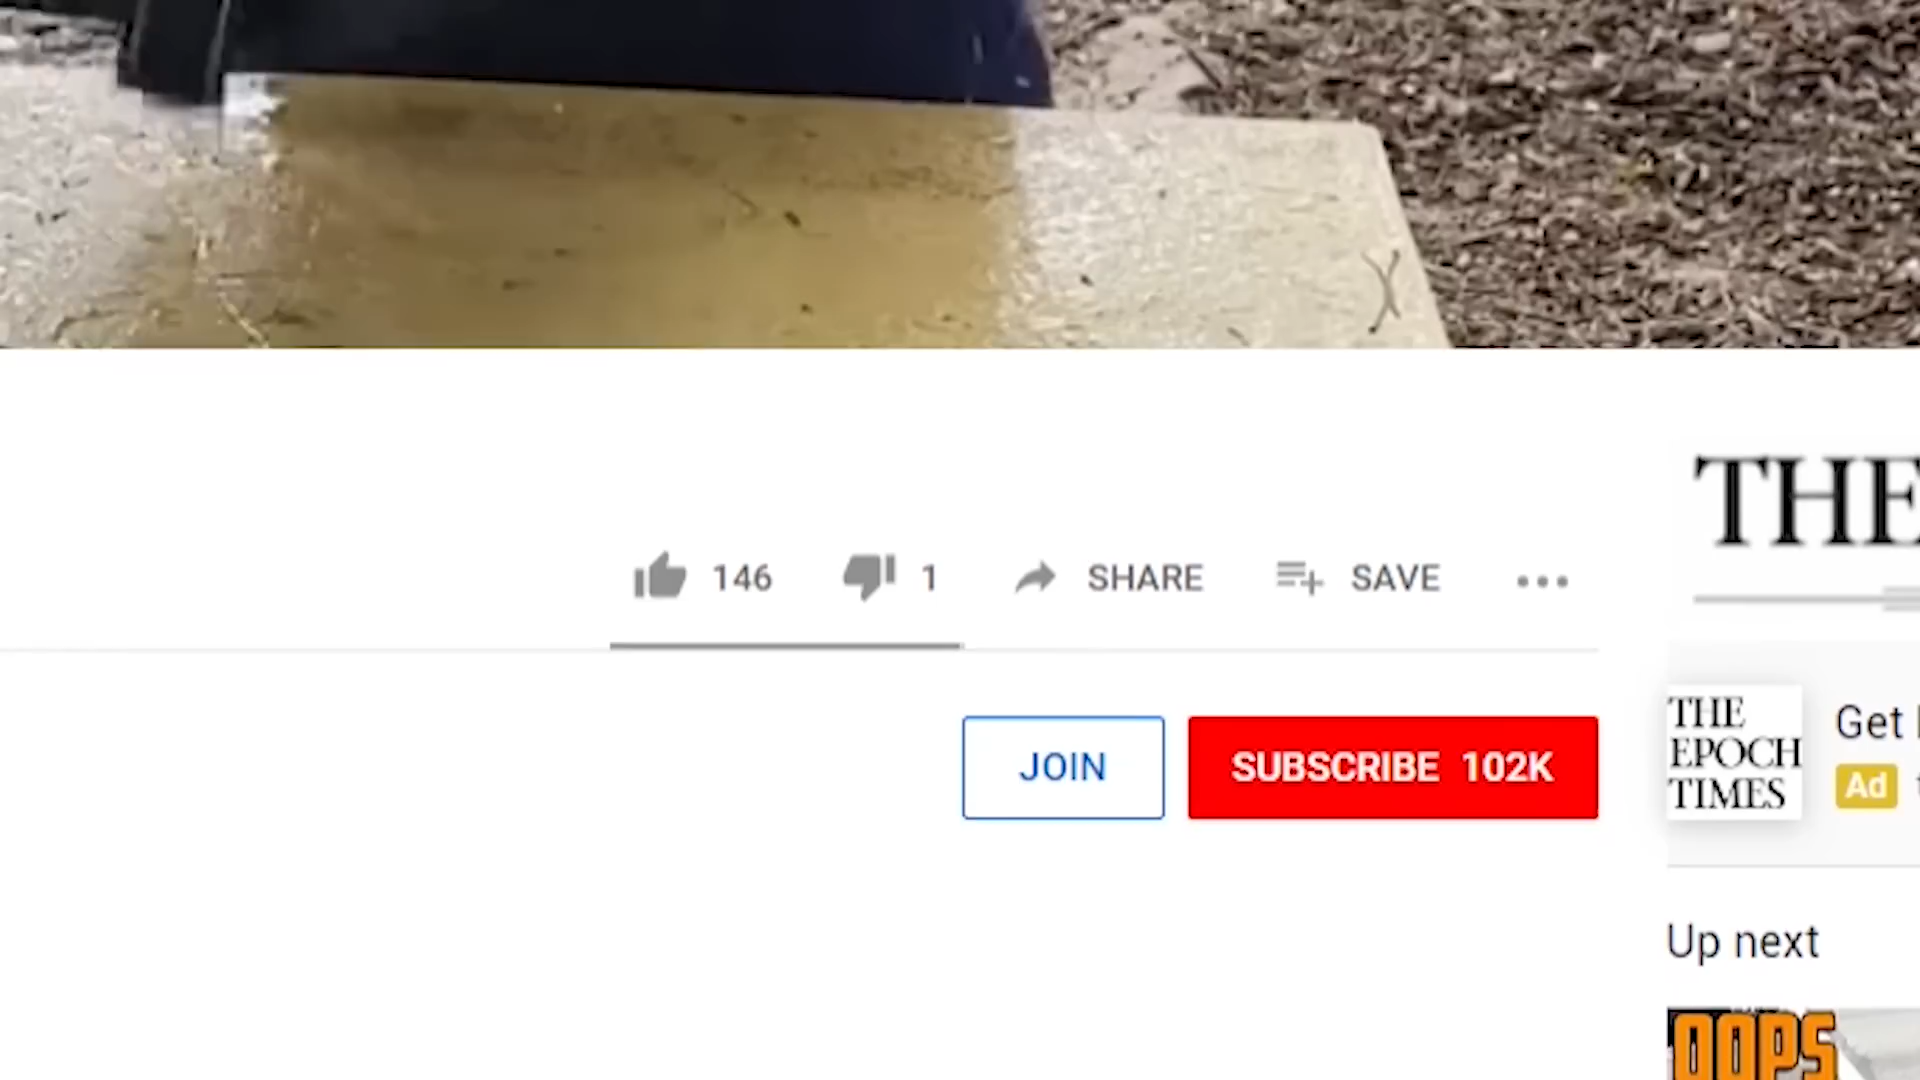 THE
146 1 SHARE SAVE
JOIN SUBSCRIBE 102K
THE
EPOCH
TIMES
Get
Ad
Up next
OOPS